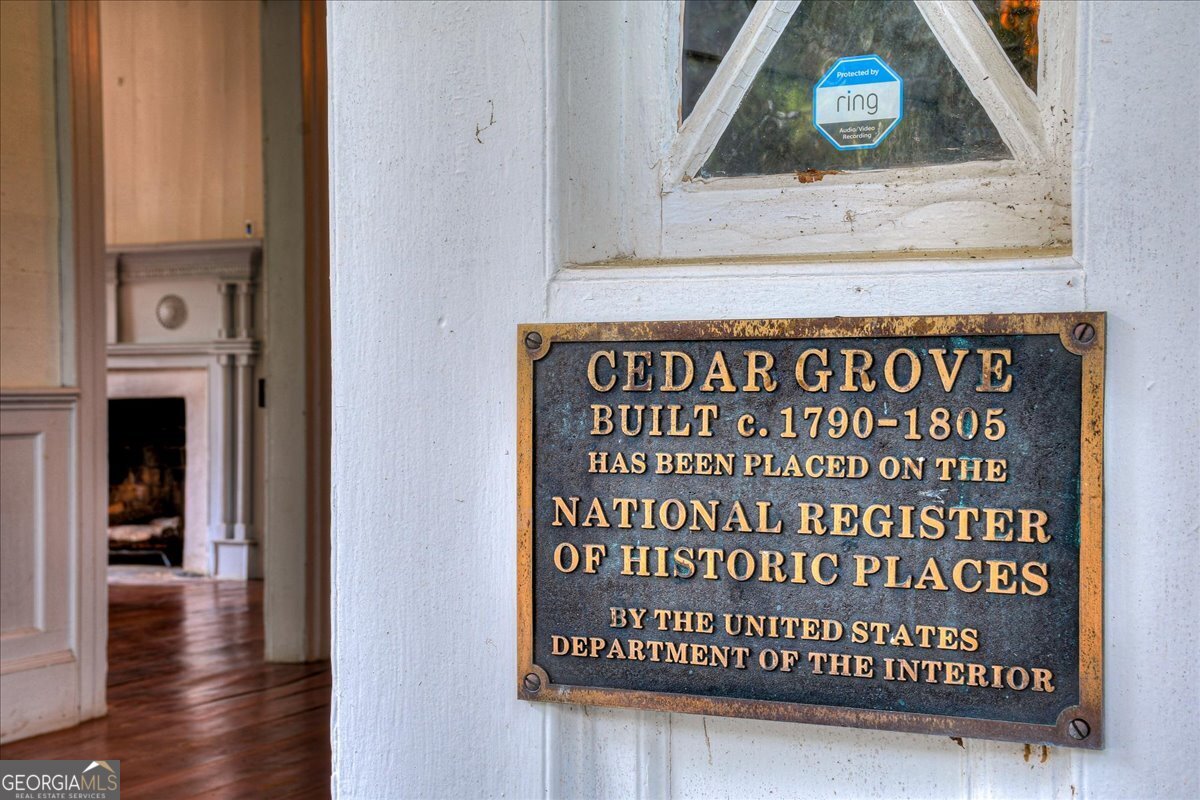 Protected by
ring
Audio/Video
Recording
CEDAR GROVE
BUILT c. 1790-1805
HAS BEEN PLACED ON THE
NATIONAL REGISTER
OF HISTORIC PLACES
BY THE UNITED STATES
DEPARTMENT OF THE INTERIOR
GEORGIAMLS
REAL ESTATE SERVICES